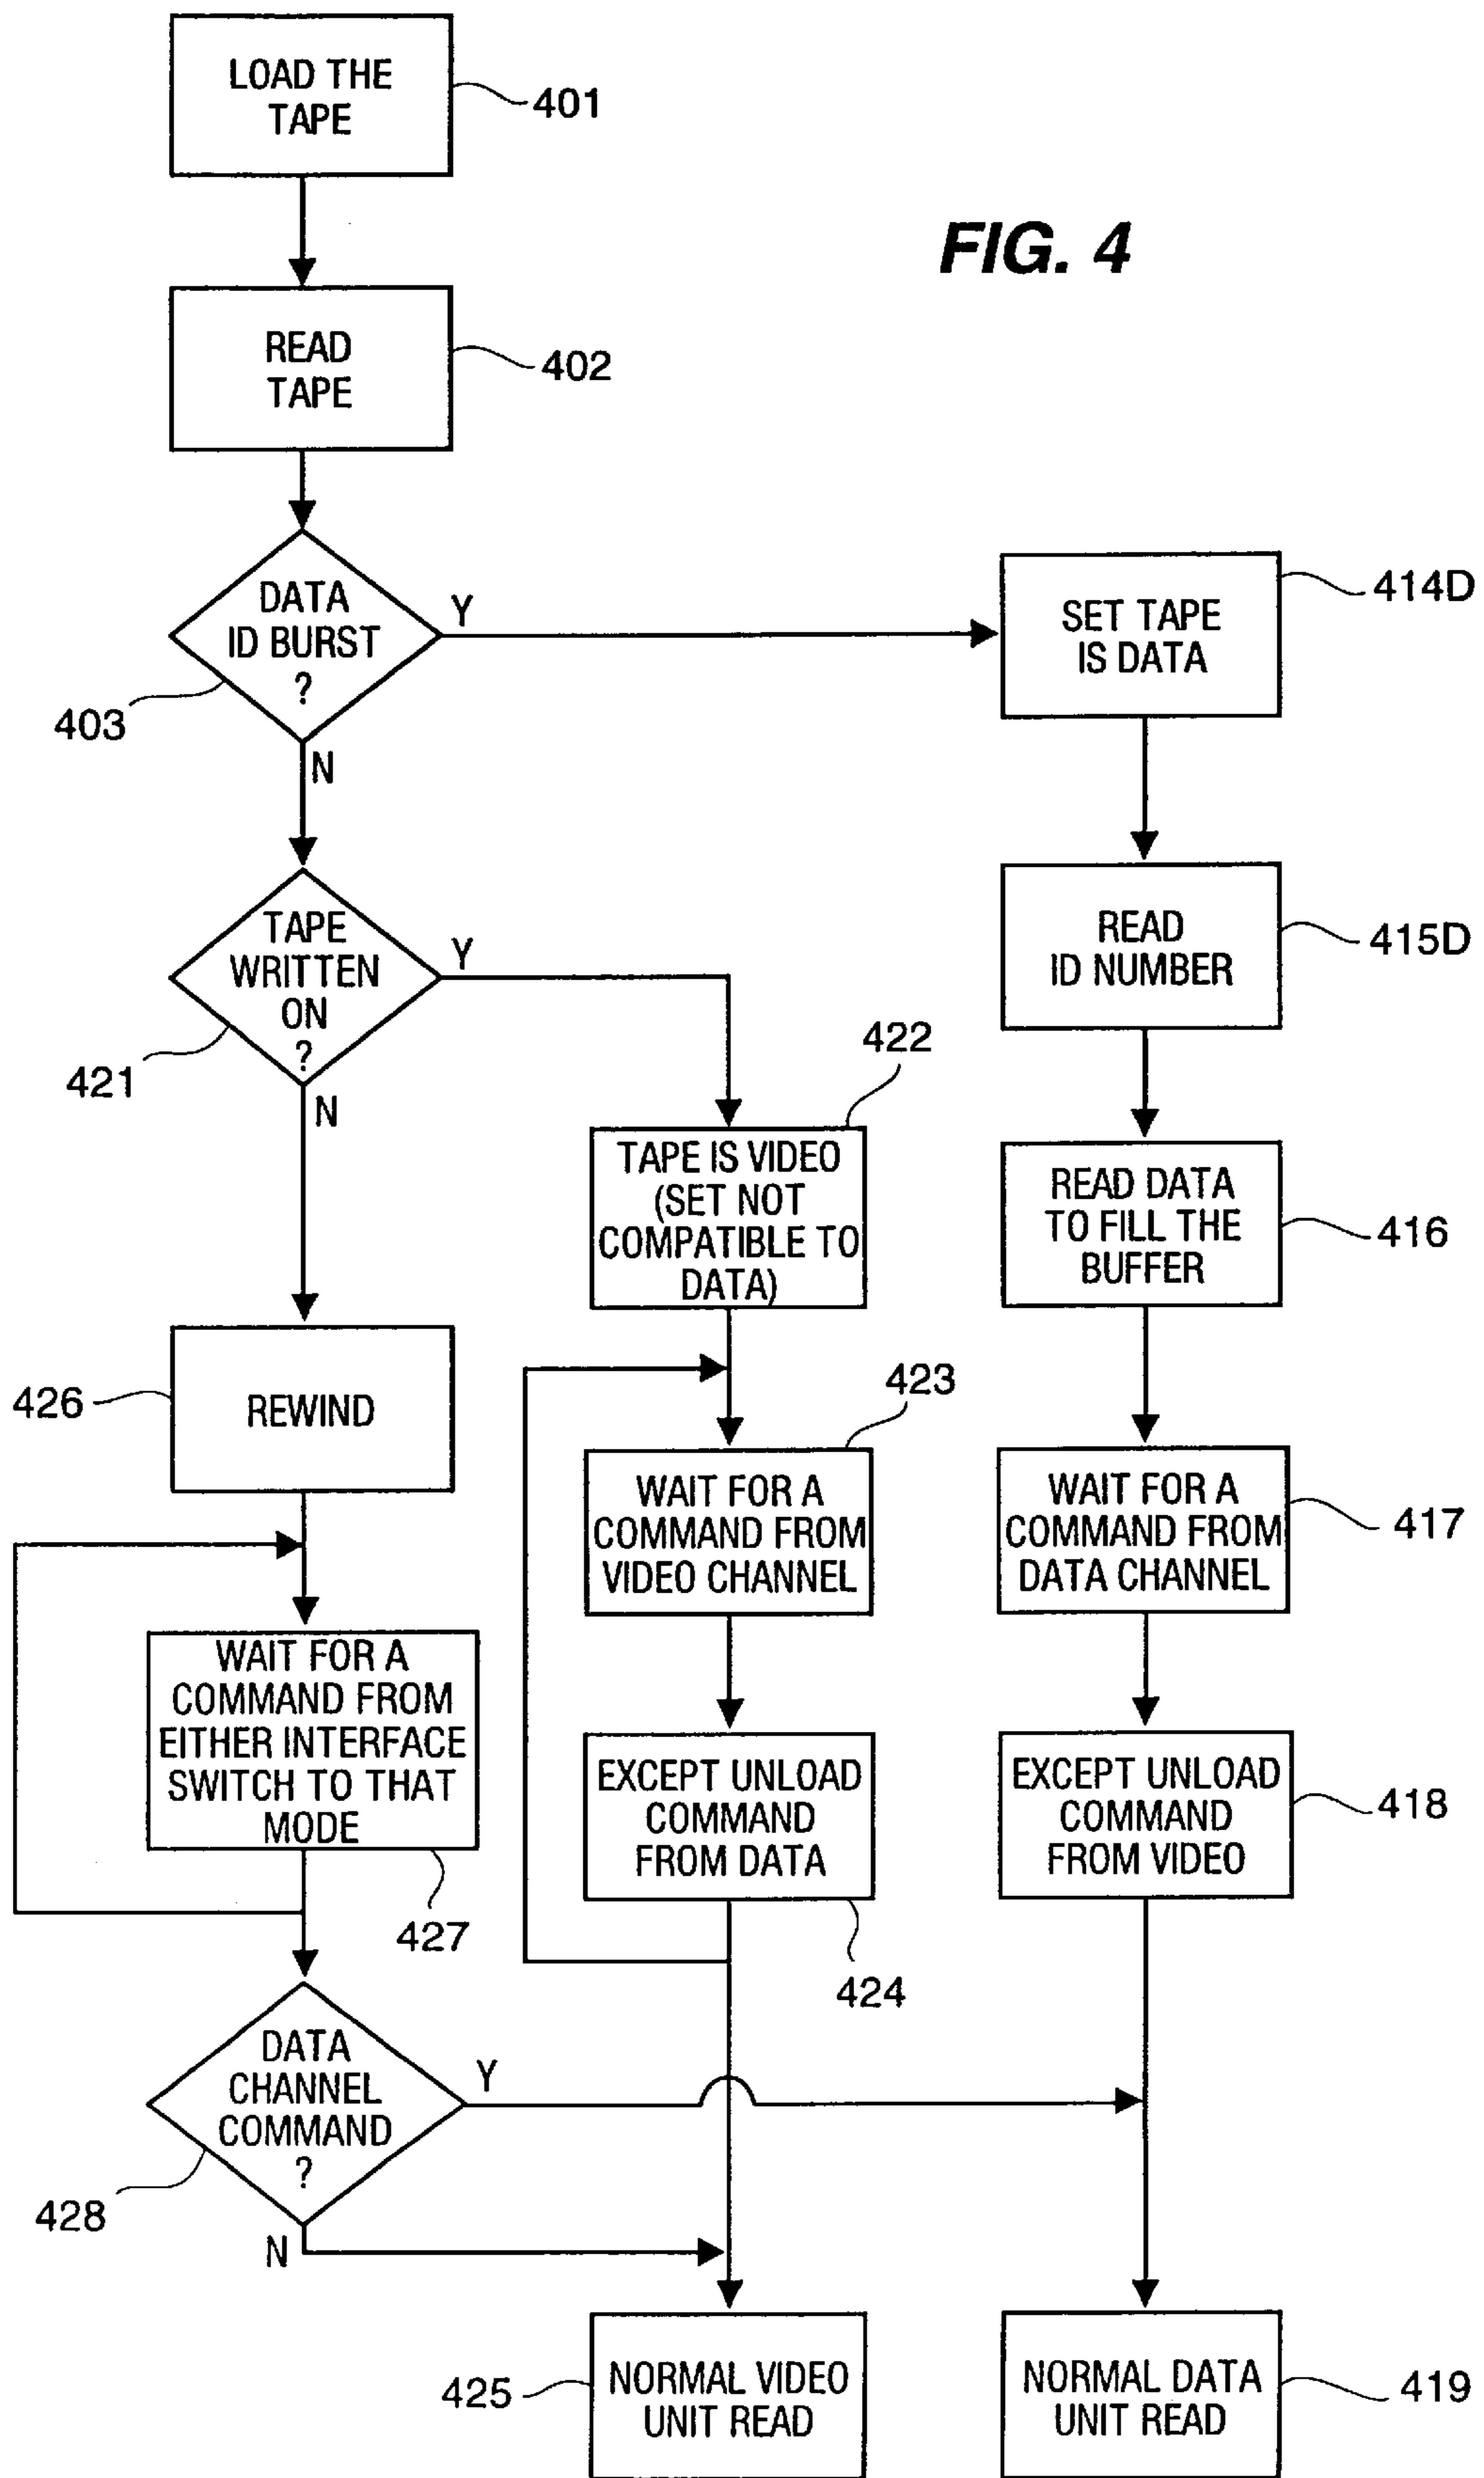 LOAD THE
TAPE
401
FIG. 4
READ
TAPE
402
DATA
ID BURST
?
403
Y
N
SET TAPE
IS DATA
414D
TAPE
WRITTEN
ON
?
421
Y
N
READ
ID NUMBER
415D
422
TAPE IS VIDEO
(SET NOT
COMPATIBLE TO
DATA)
READ DATA
TO FILL THE
BUFFER
416
426
REWIND
423
WAIT FOR A
COMMAND FROM
VIDEO CHANNEL
WAIT FOR A
COMMAND FROM
DATA CHANNEL
417
WAIT FOR A
COMMAND FROM
EITHER INTERFACE
SWITCH TO THAT
MODE
427
EXCEPT UNLOAD
COMMAND
FROM DATA
424
EXCEPT UNLOAD
COMMAND
FROM VIDEO
418
DATA
CHANNEL
COMMAND
?
428
Y
N
425
NORMAL VIDEO
UNIT READ
NORMAL DATA
UNIT READ
419